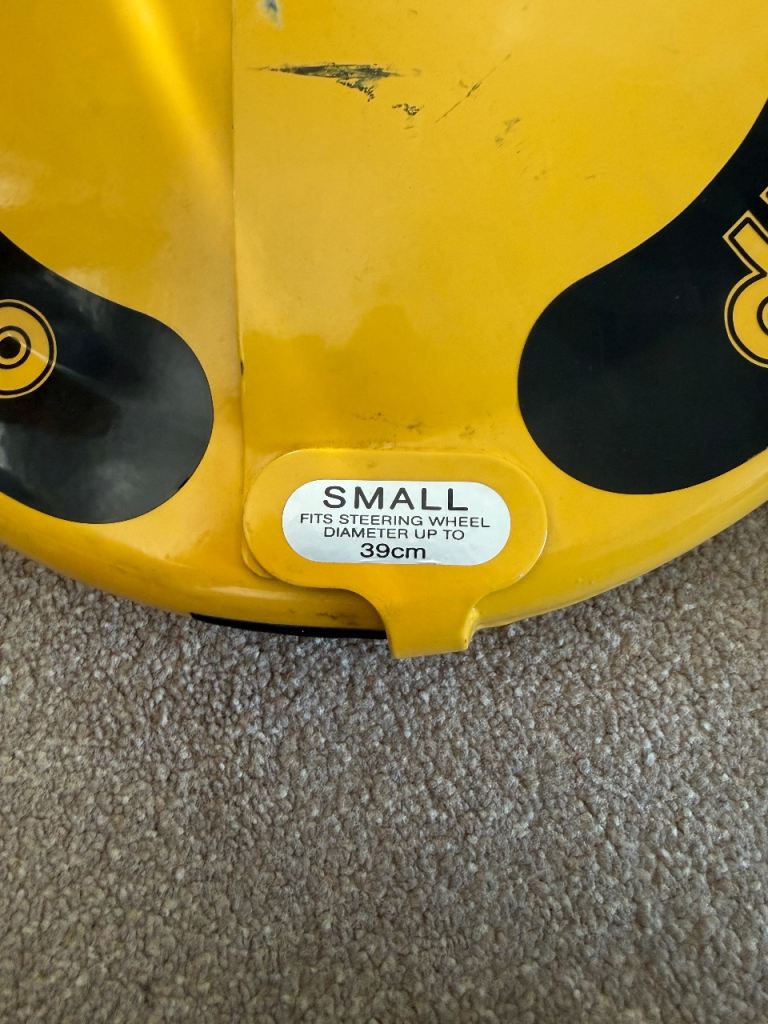 SMALL
FITS STEERING WHEEL
DIAMETER UP TO
39cm